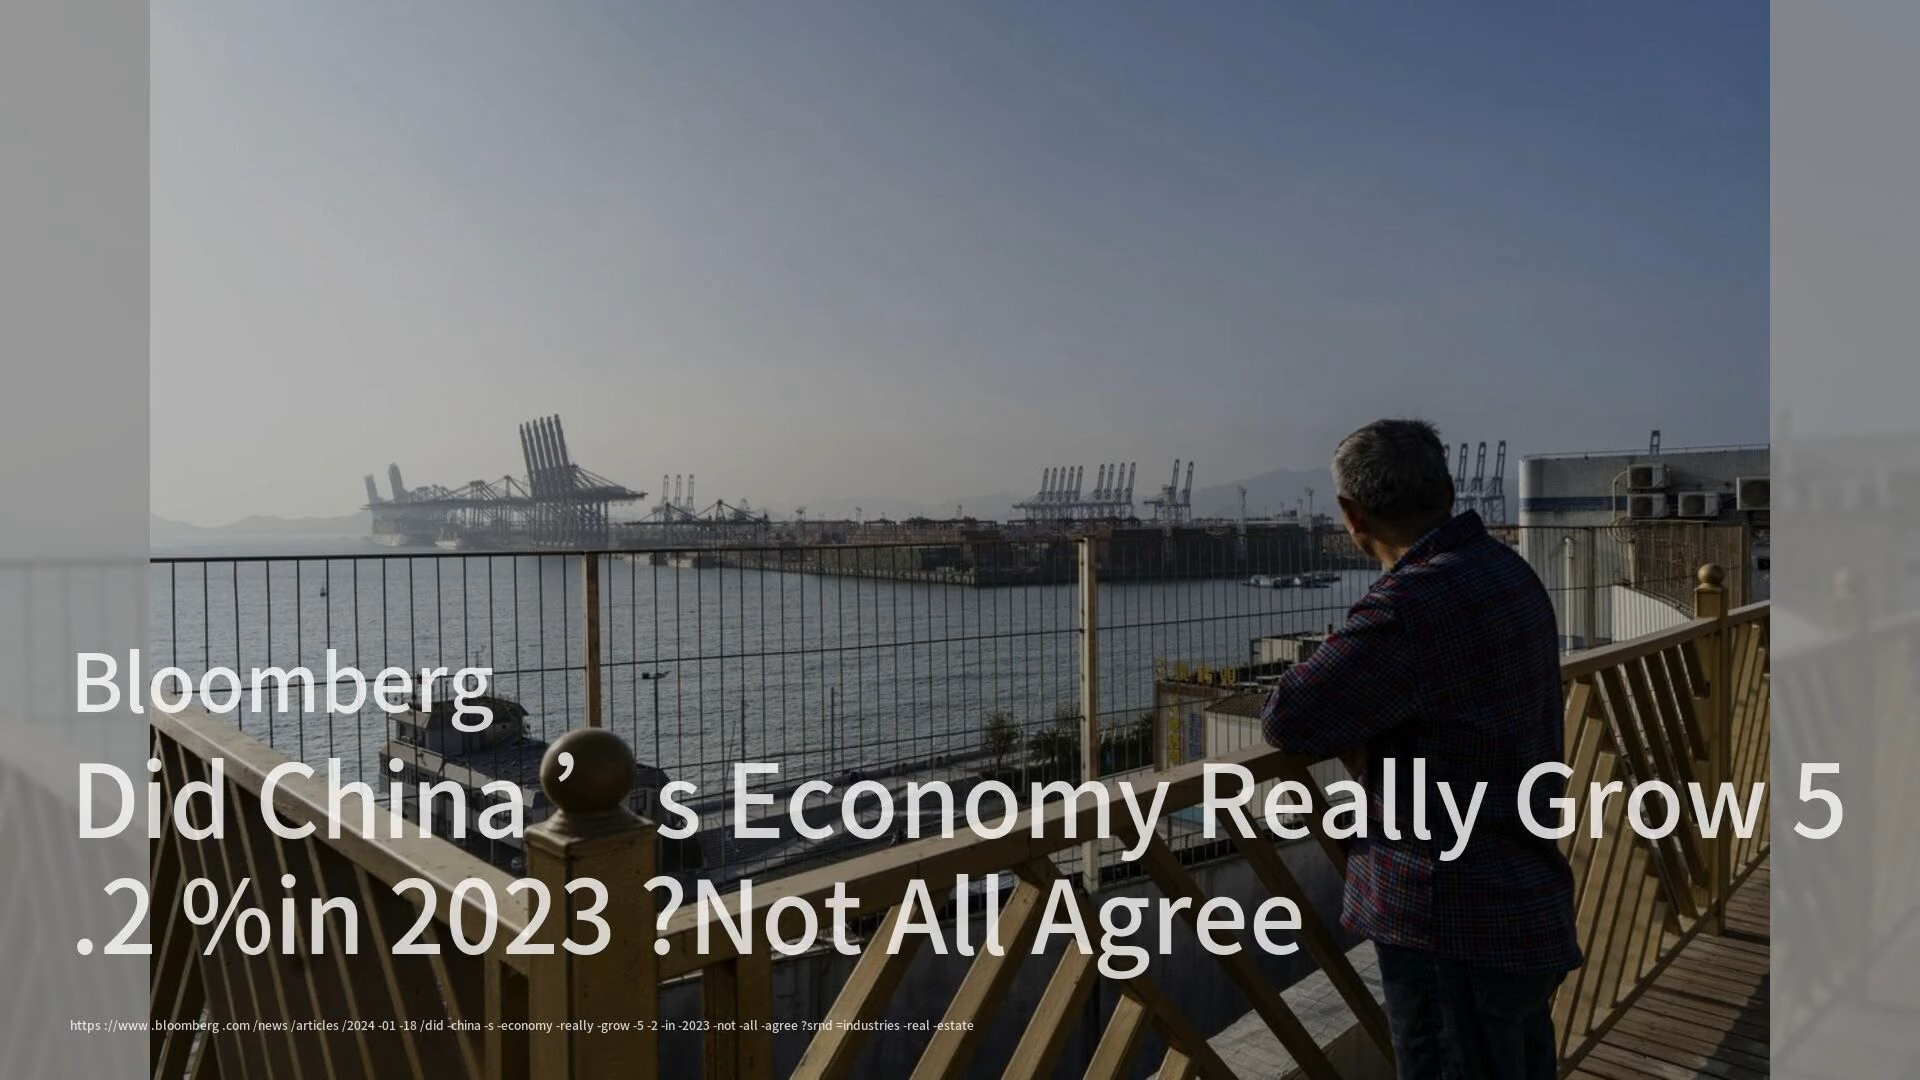 Bloomberg
Did China’s Economy Really Grow 5
.2 %in 2023 ?Not All Agree
https ://www .bloomberg .com /news /articles /2024 -01 -18 /did -china -s -economy -really -grow -5 -2 -in -2023 -not -all -agree ?srnd =industries -real -estate